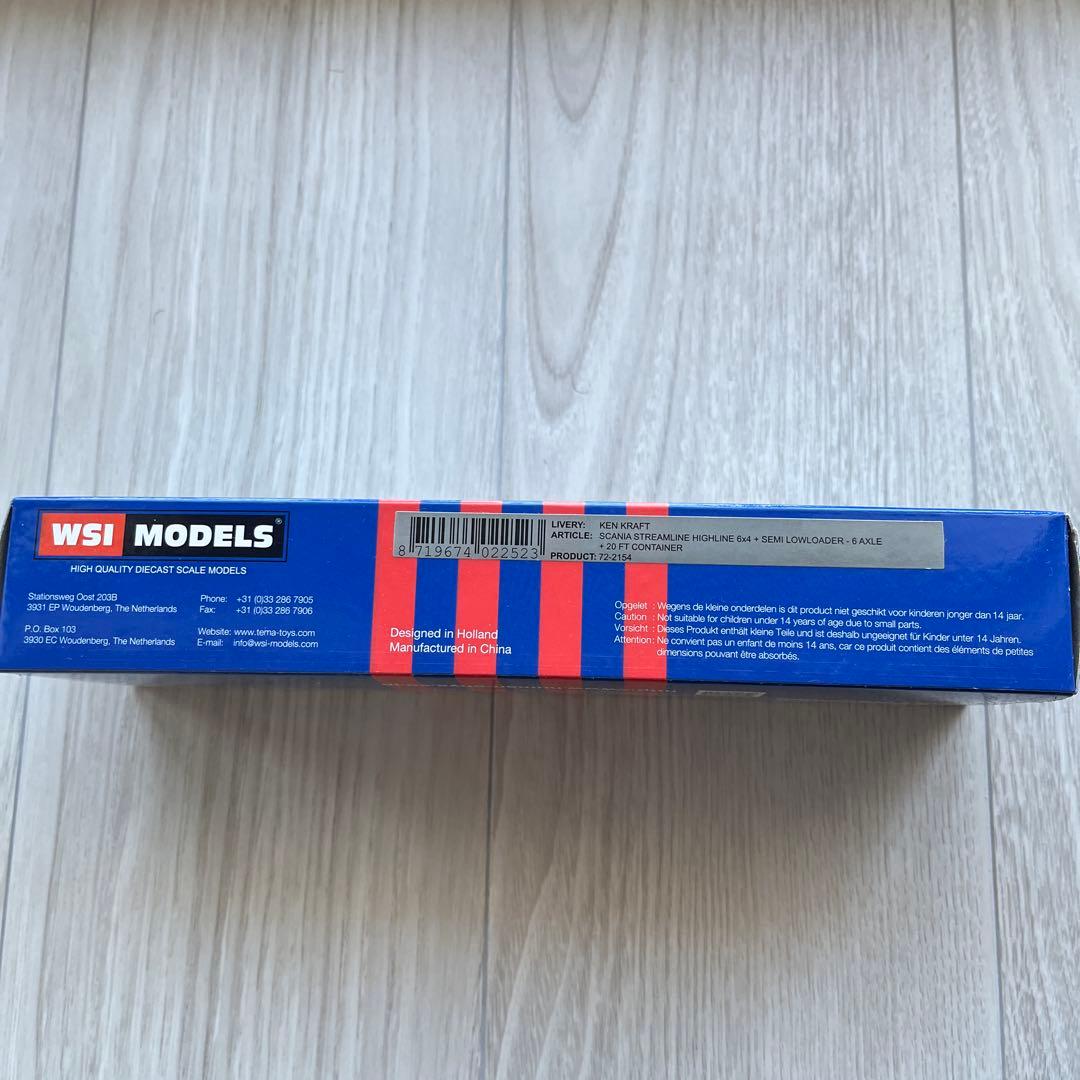 WSI MODELS®
HIGH QUALITY DIECAST SCALE MODELS
Stationsweg Oost 203B
3931 EP Woudenberg, The Netherlands
P.O. Box 103
3930 EC Woudenberg, The Netherlands
Phone: +31 (0)33 286 7905
Fax: +31 (0)33 286 7906
Website: www.tema-toys.com
E-mail: info@wsi-models.com
8 719674 022523
LIVERY: KEN KRAFT
ARTICLE: SCANIA STREAMLINE HIGHLINE 6x4 + SEMI LOWLOADER - 6 AXLE
+ 20 FT CONTAINER
PRODUCT: 72-2154
Designed in Holland
Manufactured in China
Opgelet : Wegens de kleine onderdelen is dit product niet geschikt voor kinderen jonger dan 14 jaar.
Caution : Not suitable for children under 14 years of age due to small parts.
Vorsicht : Dieses Produkt enthält kleine Teile und ist deshalb ungeeignet für Kinder unter 14 Jahren.
Attention: Ne convient pas un enfant de moins 14 ans, car ce produit contient des éléments de petites
dimensions pouvant être absorbés.